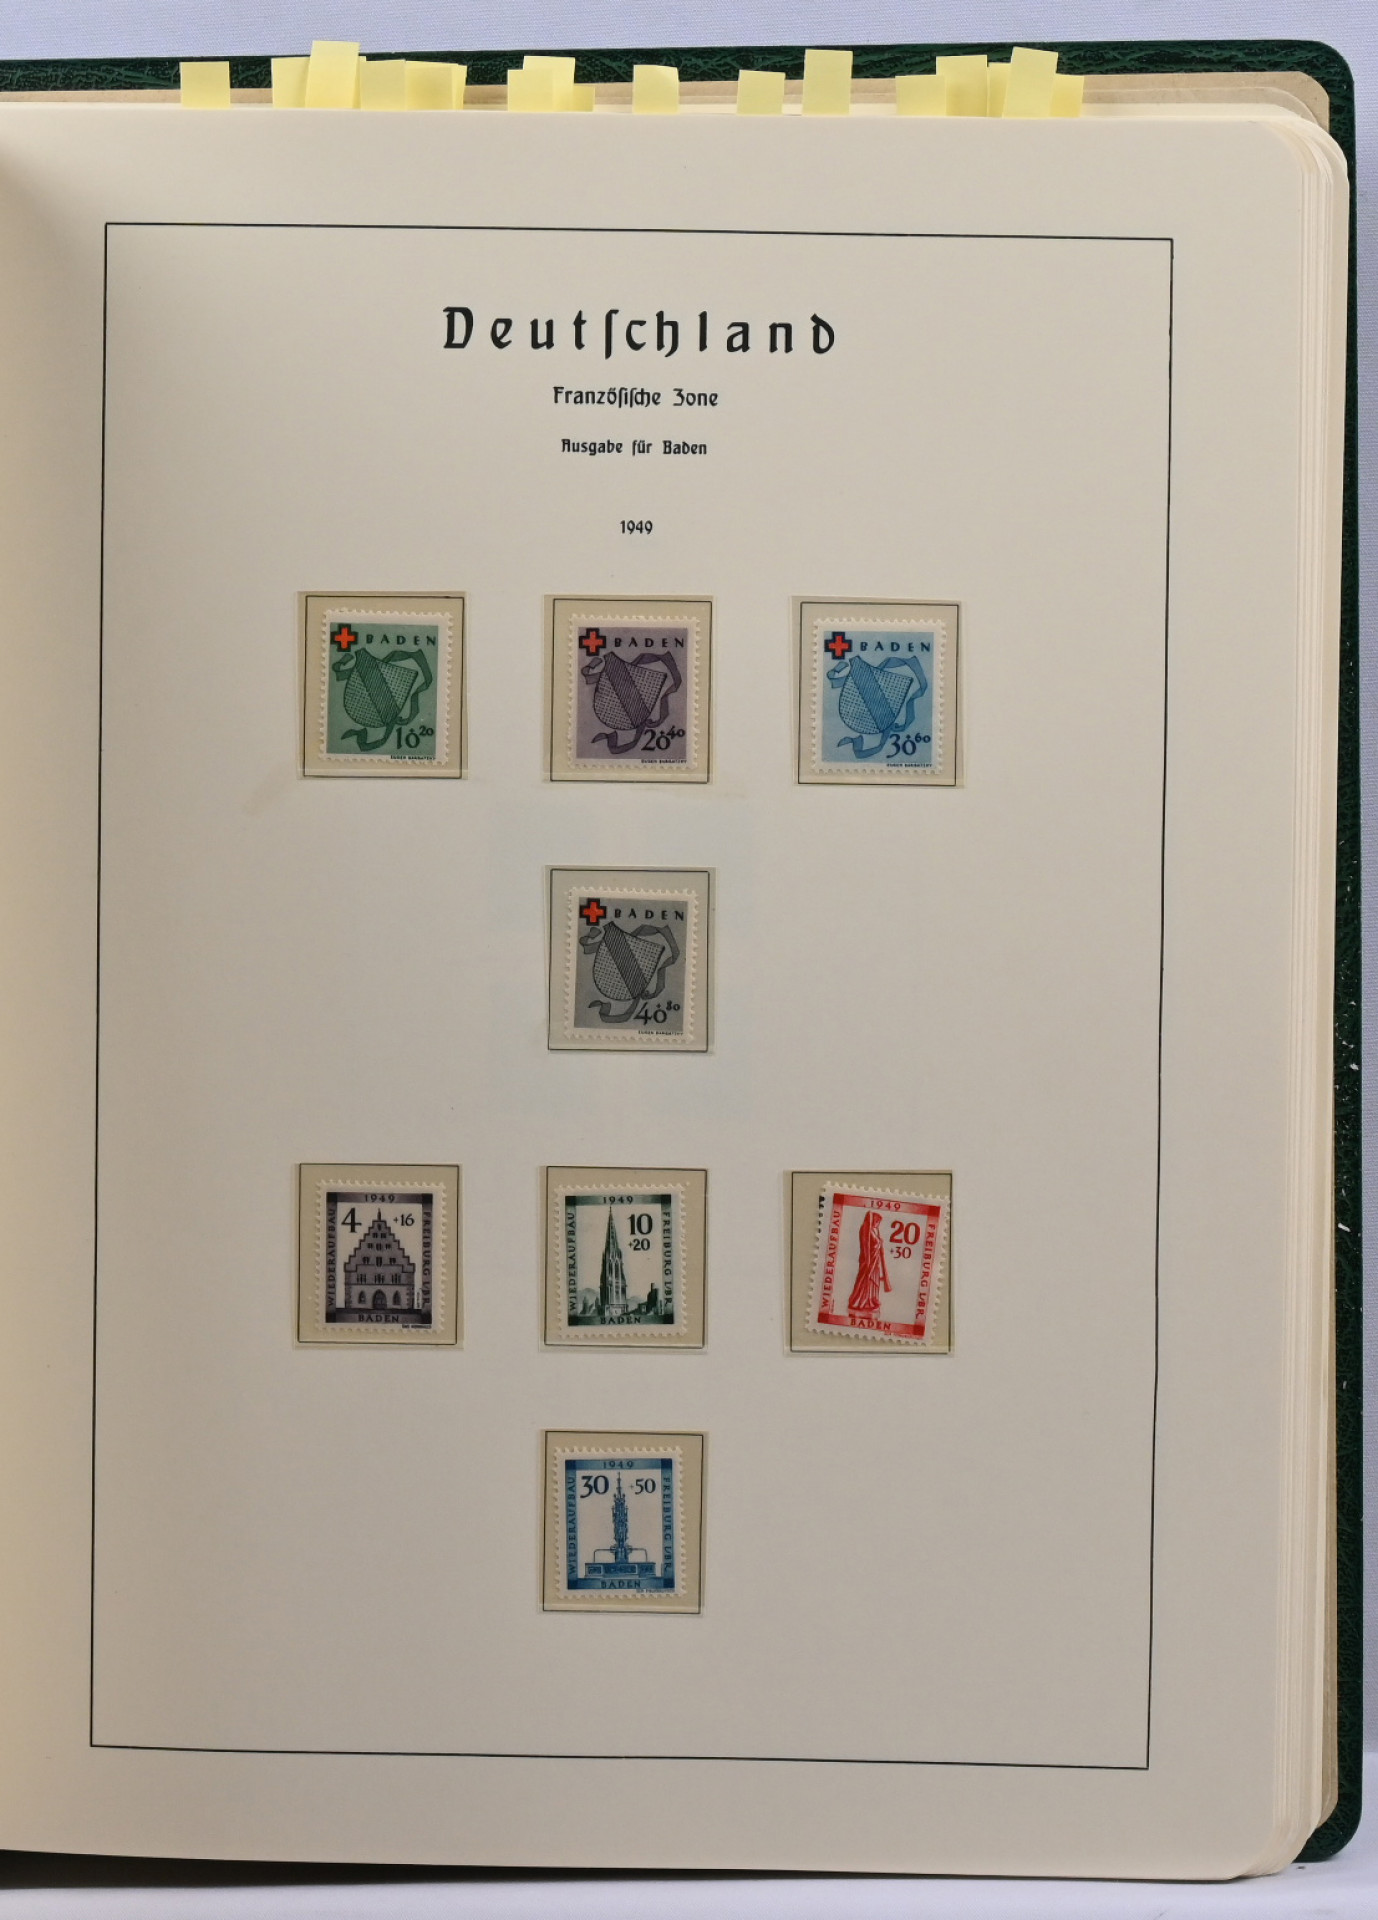 Deutſchland
Franzöſiſche Zone
Ausgabe für Baden
1949
BADEN
10+20
BADEN
20+40
BADEN
30+60
BADEN
40+80
1949
4 +16
WIEDERAUFBAU
FREIBURG I/BR.
BADEN
1949
10
+20
WIEDERAUFBAU
FREIBURG I/BR.
BADEN
1949
20
+30
WIEDERAUFBAU
FREIBURG I/BR.
BADEN
1949
30 +50
WIEDERAUFBAU
FREIBURG I/BR.
BADEN